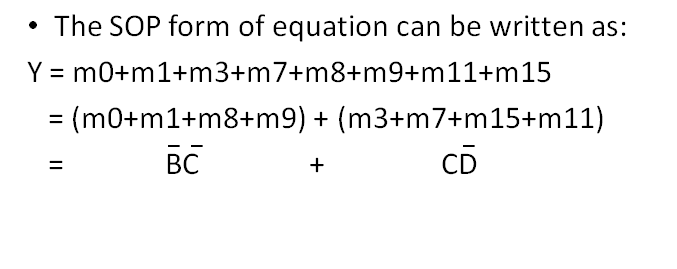 • The SOP form of equation can be written as:
Y = m0+m1+m3+m7+m8+m9+m11+m15
= (m0+m1+m8+m9) + (m3+m7+m15+m11)
= B̅C̅ + CD̅